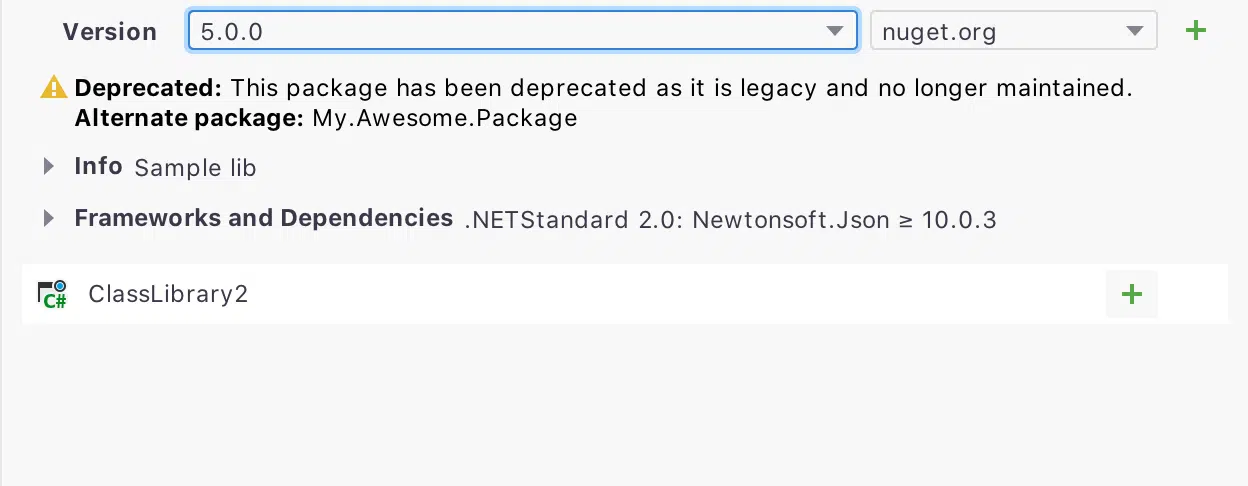 Version 5.0.0 nuget.org
Deprecated: This package has been deprecated as it is legacy and no longer maintained.
Alternate package: My.Awesome.Package
Info Sample lib
Frameworks and Dependencies .NETStandard 2.0: Newtonsoft.Json ≥ 10.0.3
C# ClassLibrary2